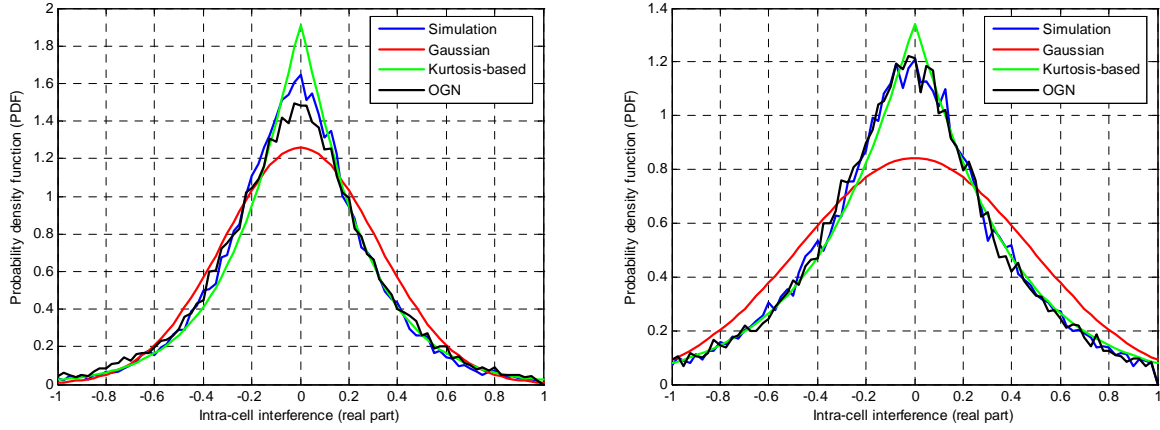 2
1.8
1.6
1.4
1.2
1
0.8
0.6
0.4
0.2
0
-1 -0.8 -0.6 -0.4 -0.2 0 0.2 0.4 0.6 0.8 1
Intra-cell interference (real part)
Probability density function (PDF)
Simulation
Gaussian
Kurtosis-based
OGN
1.4
1.2
1
0.8
0.6
0.4
0.2
0
-1 -0.8 -0.6 -0.4 -0.2 0 0.2 0.4 0.6 0.8 1
Intra-cell interference (real part)
Probability density function (PDF)
Simulation
Gaussian
Kurtosis-based
OGN